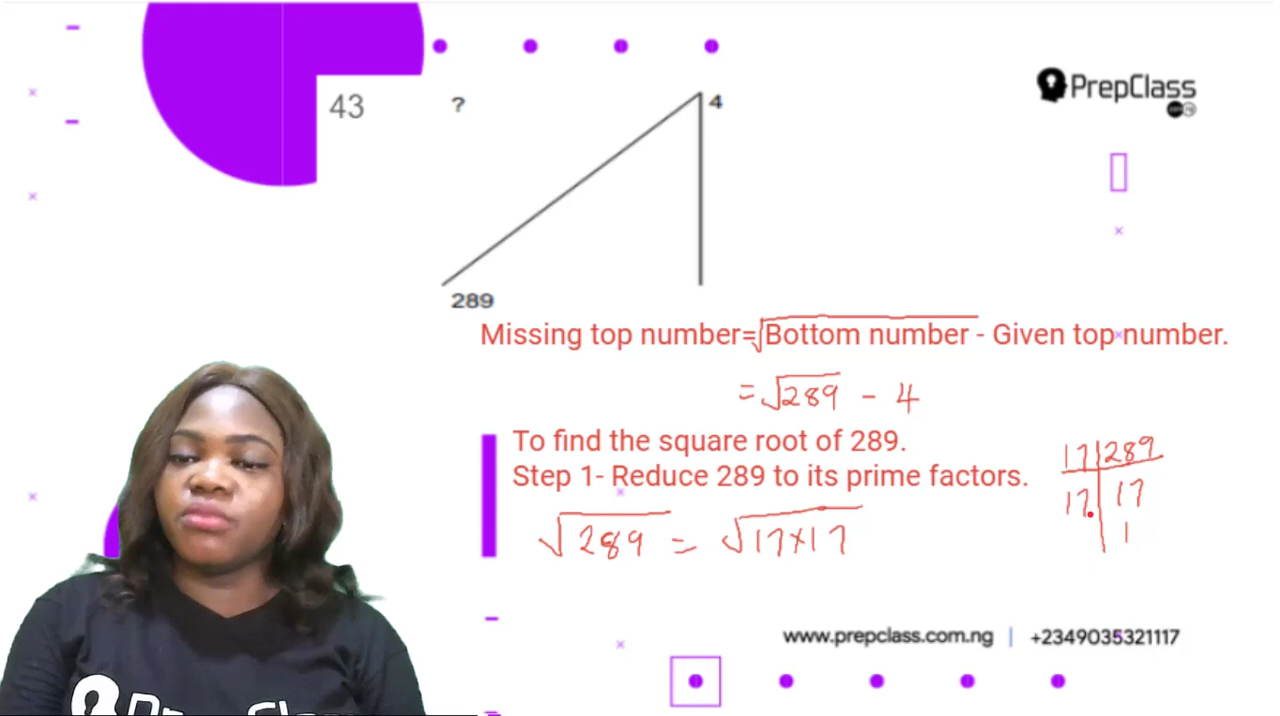 43
?
4
PrepClass
289
Missing top number=√Bottom number - Given top number.
= √289 - 4
To find the square root of 289.
Step 1- Reduce 289 to its prime factors.
17 | 289
17 | 17
1
√289 = √17×17
www.prepclass.com.ng | +2349035321117